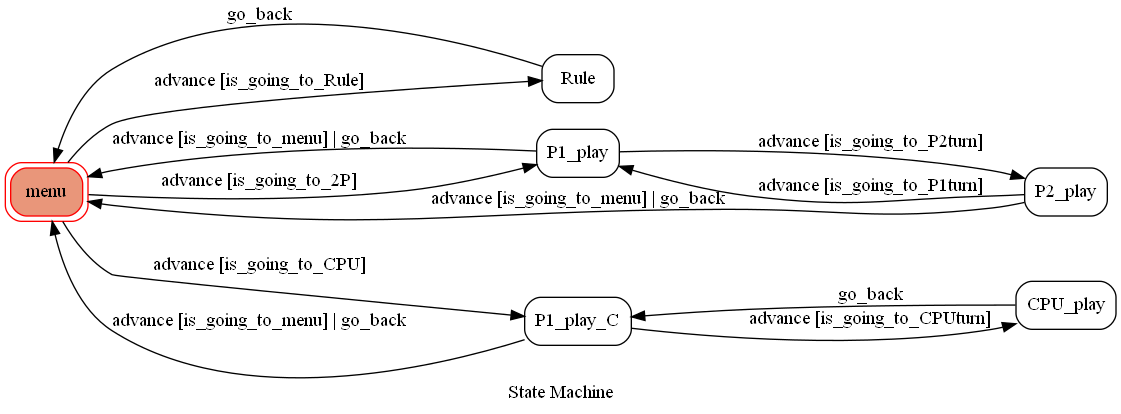 go_back
advance [is_going_to_Rule]
Rule
advance [is_going_to_menu] | go_back
P1_play
advance [is_going_to_P2turn]
menu
advance [is_going_to_2P]
advance [is_going_to_P1turn]
P2_play
advance [is_going_to_menu] | go_back
advance [is_going_to_CPU]
go_back
CPU_play
advance [is_going_to_menu] | go_back
P1_play_C
advance [is_going_to_CPUturn]
State Machine